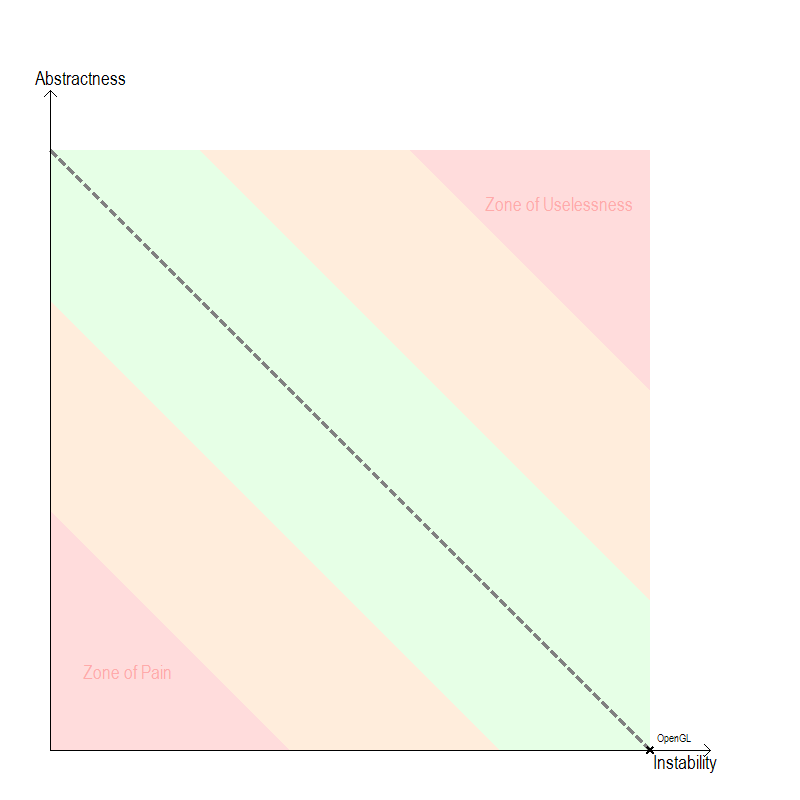 Abstractness
Zone of Uselessness
Zone of Pain
OpenGL
Instability